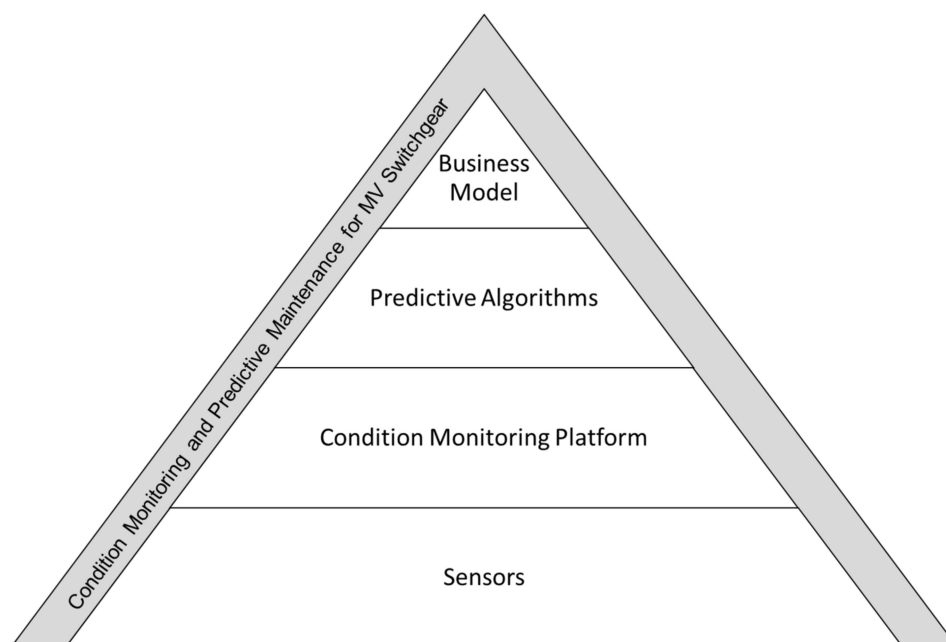 Condition Monitoring and Predictive Maintenance for MV Switchgear
Business
Model
Predictive Algorithms
Condition Monitoring Platform
Sensors